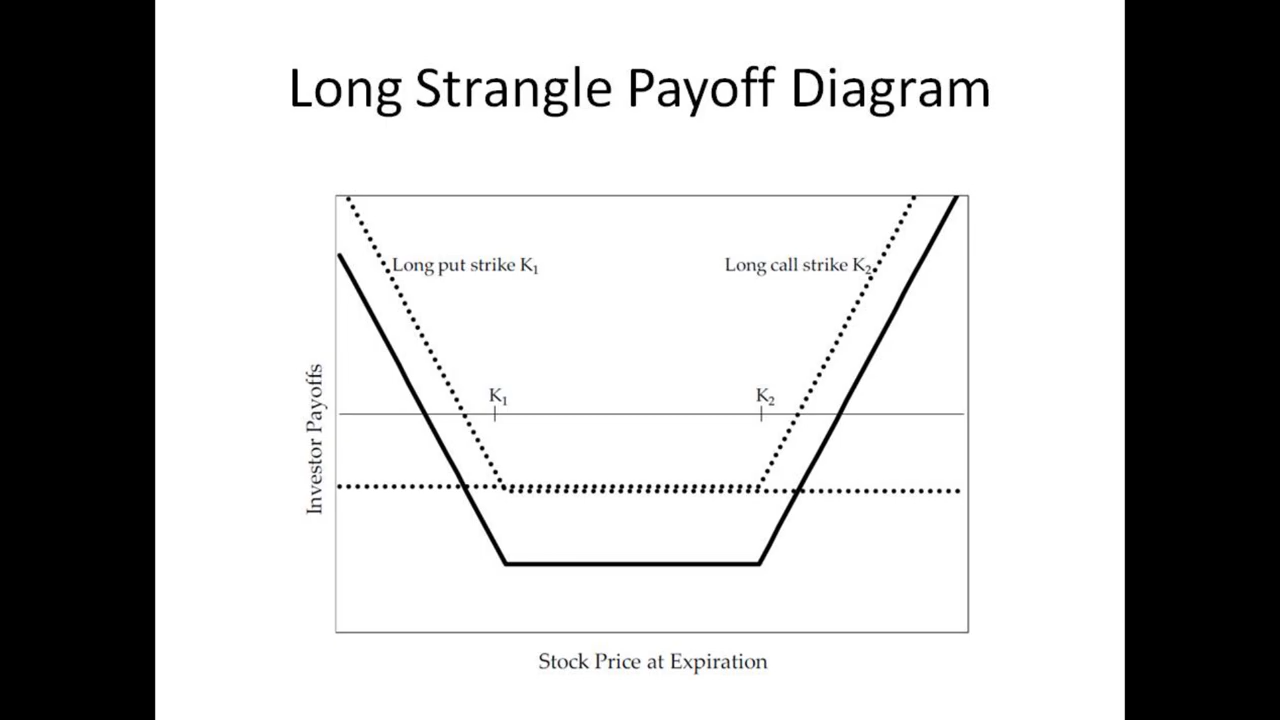 Long Strangle Payoff Diagram
Long put strike K₁
Long call strike K₂
K₁
K₂
Investor Payoffs
Stock Price at Expiration